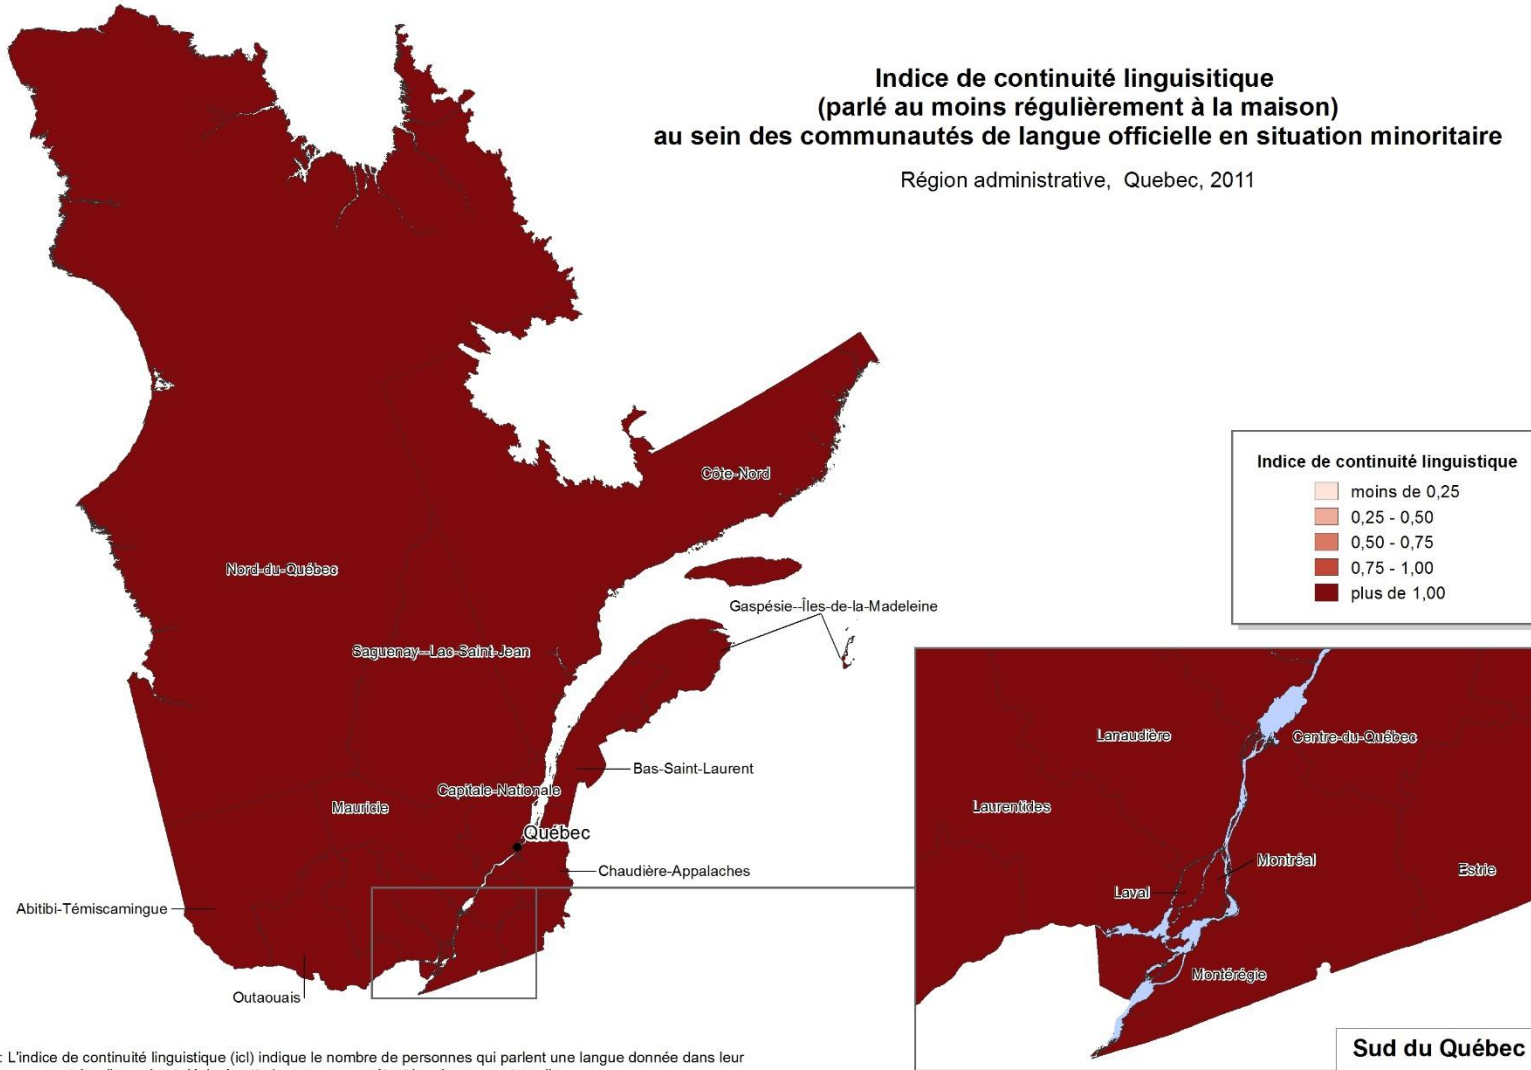 Indice de continuité linguisitique
(parlé au moins régulièrement à la maison)
au sein des communautés de langue officielle en situation minoritaire
Région administrative, Quebec, 2011
Côte-Nord
Indice de continuité linguistique
moins de 0,25
0,25 - 0,50
0,50 - 0,75
0,75 - 1,00
plus de 1,00
Nord-du-Québec
Gaspésie--Îles-de-la-Madeleine
Saguenay--Lac-Saint-Jean
Bas-Saint-Laurent
Capitale-Nationale
Mauricie
Québec
Chaudière-Appalaches
Abitibi-Témiscamingue
Outaouais
Lanaudière
Centre-du-Québec
Laurentides
Montréal
Estrie
Laval
Montérégie
Sud du Québec
: L'indice de continuité linguistique (icl) indique le nombre de personnes qui parlent une langue donnée dans leur